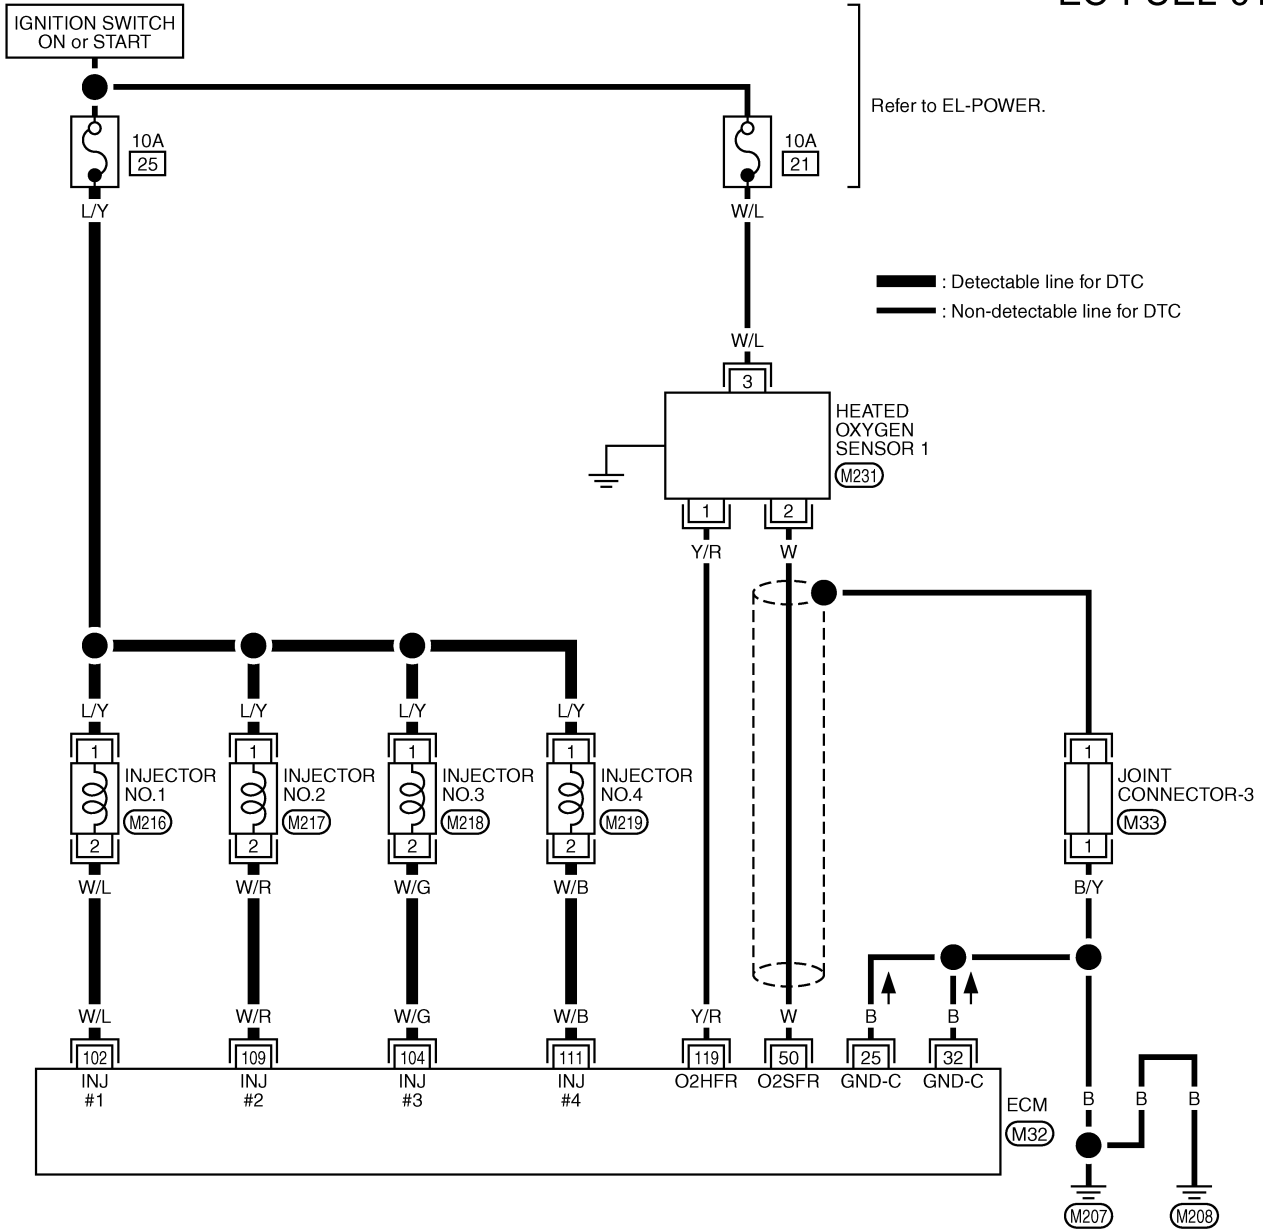 IGNITION SWITCH
ON or START
10A
25
10A
21
Refer to EL-POWER.
L/Y
W/L
: Detectable line for DTC
: Non-detectable line for DTC
W/L
3
HEATED
OXYGEN
SENSOR 1
M231
1
2
Y/R
W
L/Y
L/Y
L/Y
L/Y
1
1
1
1
1
INJECTOR
NO.1
M216
INJECTOR
NO.2
M217
INJECTOR
NO.3
M218
INJECTOR
NO.4
M219
JOINT
CONNECTOR-3
M33
2
2
2
2
1
W/L
W/R
W/G
W/B
B/Y
W/L
W/R
W/G
W/B
Y/R
W
B
B
102
109
104
111
119
50
25
32
INJ
#1
INJ
#2
INJ
#3
INJ
#4
O2HFR
O2SFR
GND-C
GND-C
ECM
M32
B
B
B
M207
M208